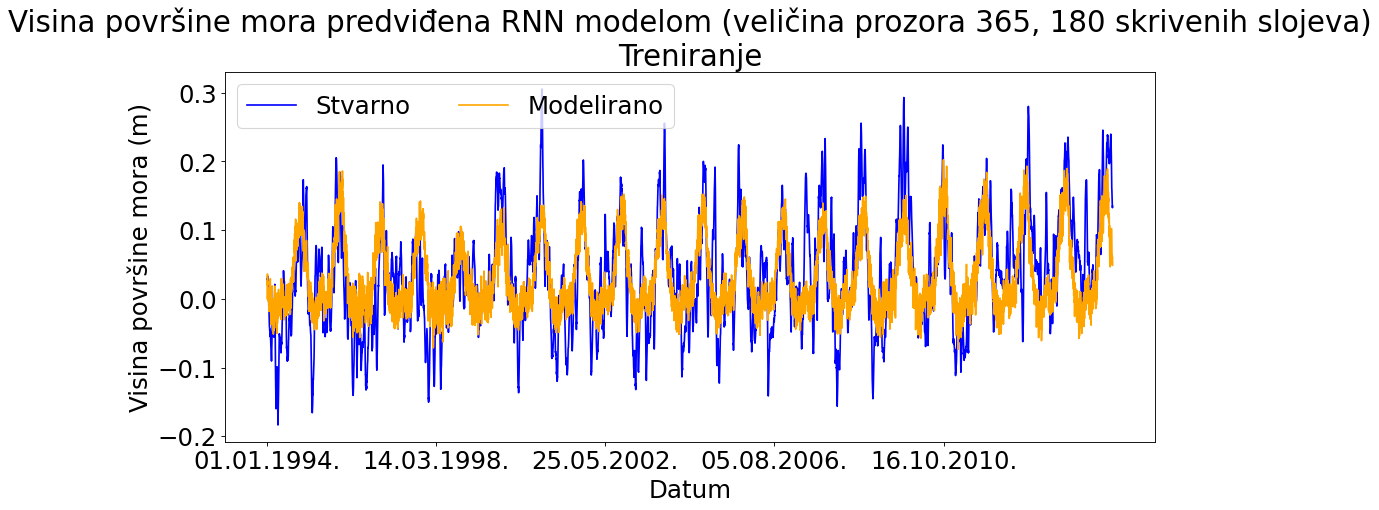 Visina površine mora predviđena RNN modelom (veličina prozora 365, 180 skrivenih slojeva)
Treniranje
Stvarno
Modelirano
Visina površine mora (m)
0.3
0.2
0.1
0.0
−0.1
−0.2
01.01.1994.
14.03.1998.
25.05.2002.
05.08.2006.
16.10.2010.
Datum